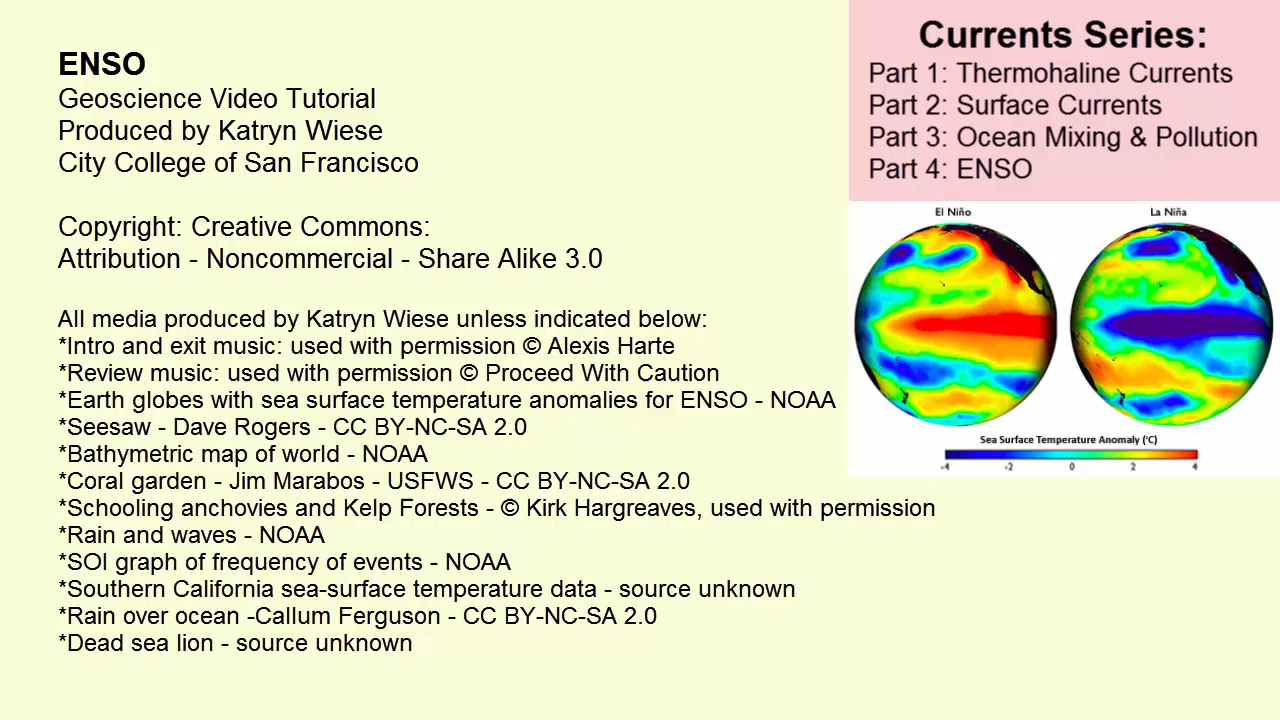 ENSO
Geoscience Video Tutorial
Produced by Katryn Wiese
City College of San Francisco
Copyright: Creative Commons:
Attribution - Noncommercial - Share Alike 3.0
All media produced by Katryn Wiese unless indicated below:
*Intro and exit music: used with permission © Alexis Harte
*Review music: used with permission © Proceed With Caution
*Earth globes with sea surface temperature anomalies for ENSO - NOAA
*Seesaw - Dave Rogers - CC BY-NC-SA 2.0
*Bathymetric map of world - NOAA
*Coral garden - Jim Marabos - USFWS - CC BY-NC-SA 2.0
*Schooling anchovies and Kelp Forests - © Kirk Hargreaves, used with permission
*Rain and waves - NOAA
*SOI graph of frequency of events - NOAA
*Southern California sea-surface temperature data - source unknown
*Rain over ocean -Callum Ferguson - CC BY-NC-SA 2.0
*Dead sea lion - source unknown
Currents Series:
Part 1: Thermohaline Currents
Part 2: Surface Currents
Part 3: Ocean Mixing & Pollution
Part 4: ENSO
El Niño La Niña
Sea Surface Temperature Anomaly (°C)
-4 -2 0 2 4